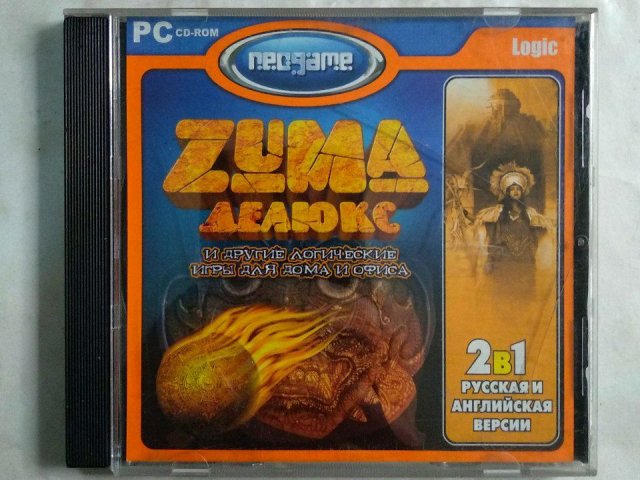 PC CD-ROM
neogame
Logic
ZUMA
ДЕЛЮКС
И ДРУГИЕ ЛОГИЧЕСКИЕ
ИГРЫ ДЛЯ ДОМА И ОФИСА
2в1
РУССКАЯ И
АНГЛИЙСКАЯ
ВЕРСИИ